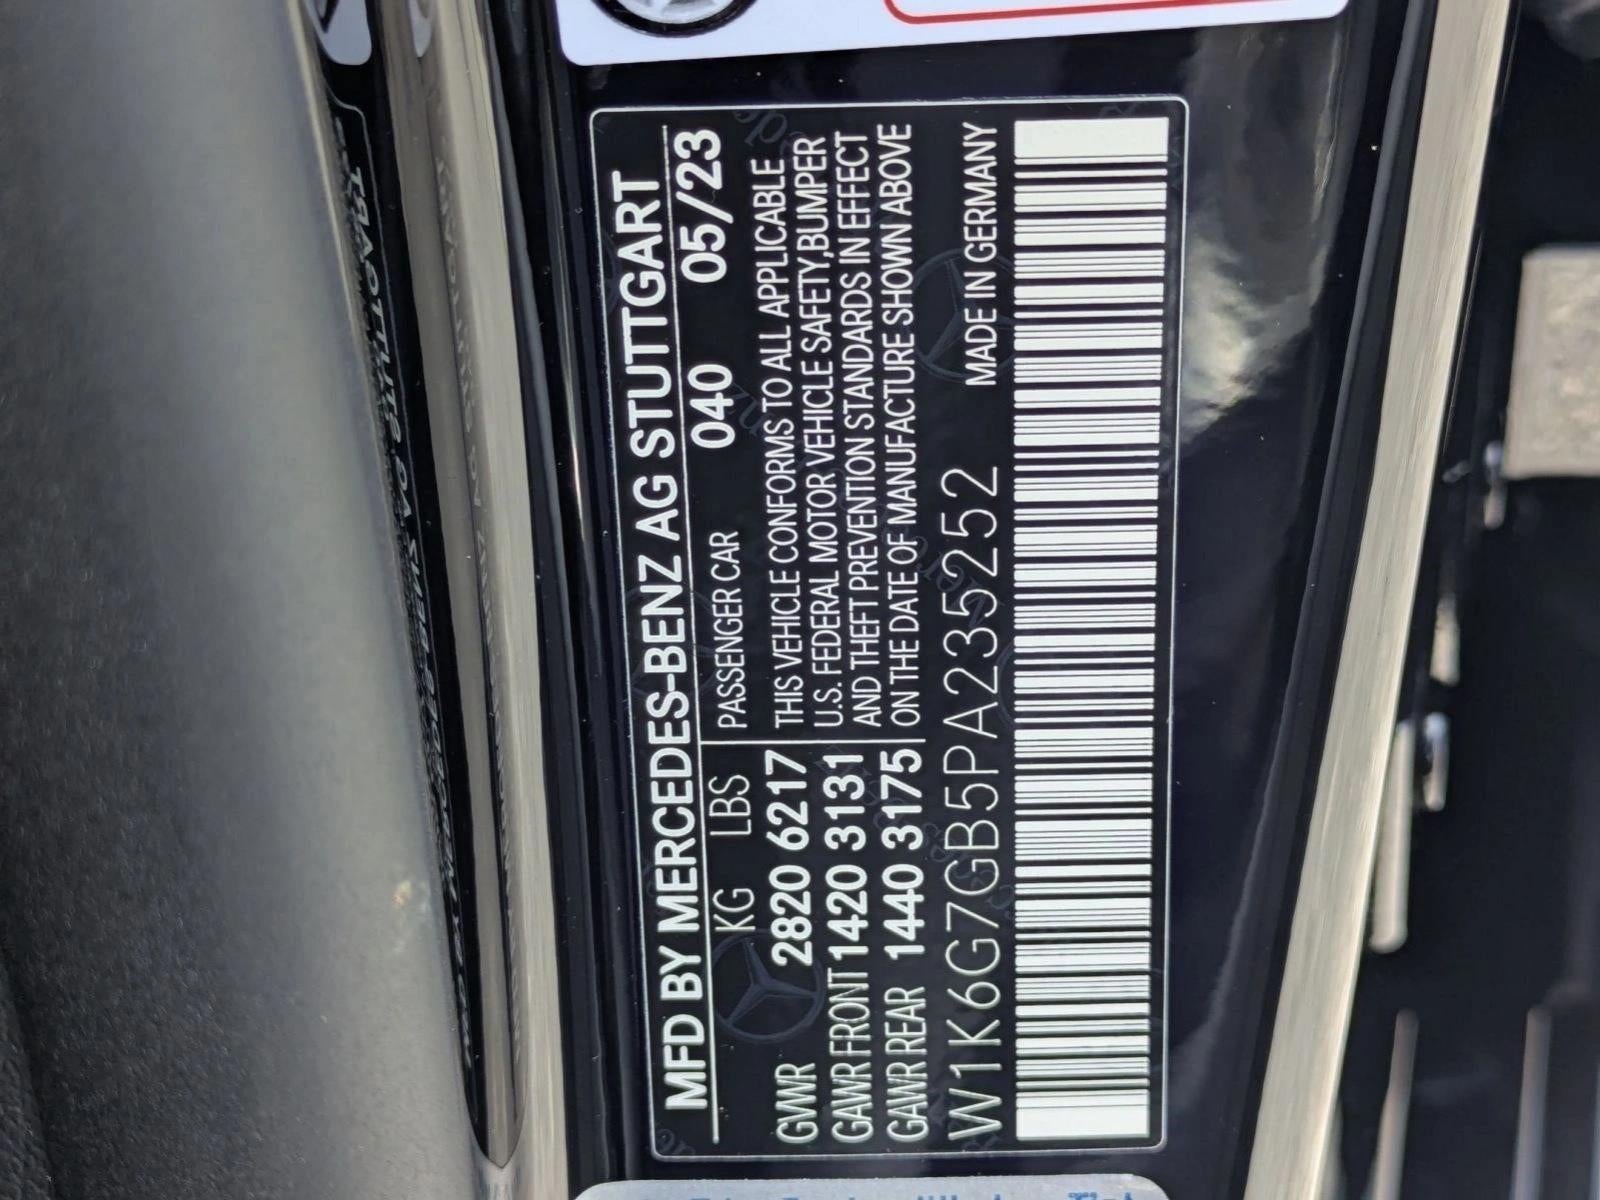 MFD BY MERCEDES-BENZ AG STUTTGART
KG LBS PASSENGER CAR 040 05/23
GVWR 2820 6217
GAWR FRONT 1420 3131
GAWR REAR 1440 3175
THIS VEHICLE CONFORMS TO ALL APPLICABLE
U.S. FEDERAL MOTOR VEHICLE SAFETY,BUMPER
AND THEFT PREVENTION STANDARDS IN EFFECT
ON THE DATE OF MANUFACTURE SHOWN ABOVE
W1K6G7GB5PA235252 MADE IN GERMANY